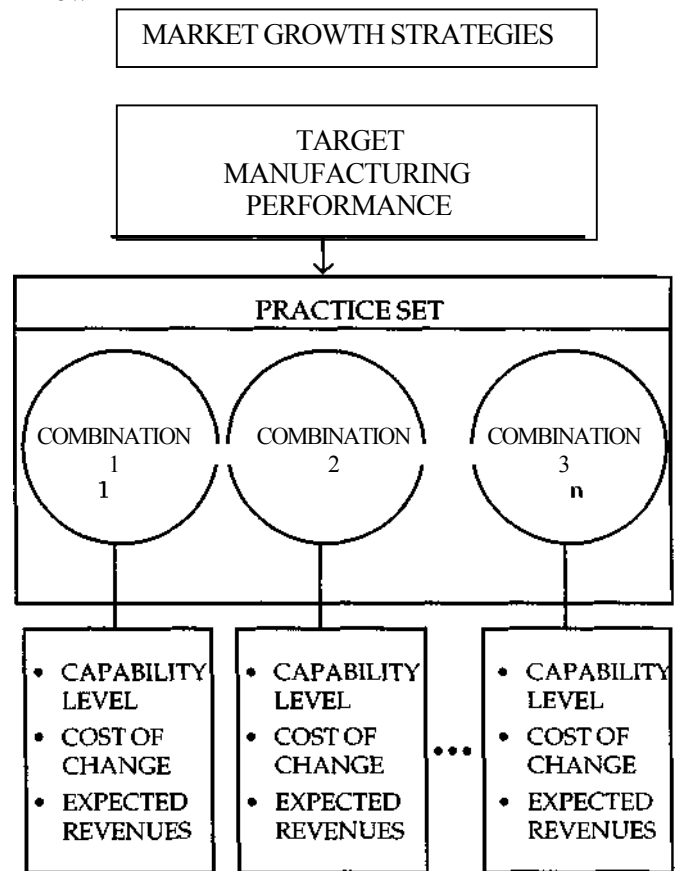 MARKET GROWTH STRATEGIES
TARGET
MANUFACTURING
PERFORMANCE
PRACTICE SET
COMBINATION
1
1
COMBINATION
2
COMBINATION
3
n
• CAPABILITY
LEVEL
• COST OF
CHANGE
• EXPECTED
REVENUES
• CAPABILITY
LEVEL
• COST OF
CHANGE
• EXPECTED
REVENUES
•••
• CAPABILITY
LEVEL
• COST OF
CHANGE
• EXPECTED
REVENUES